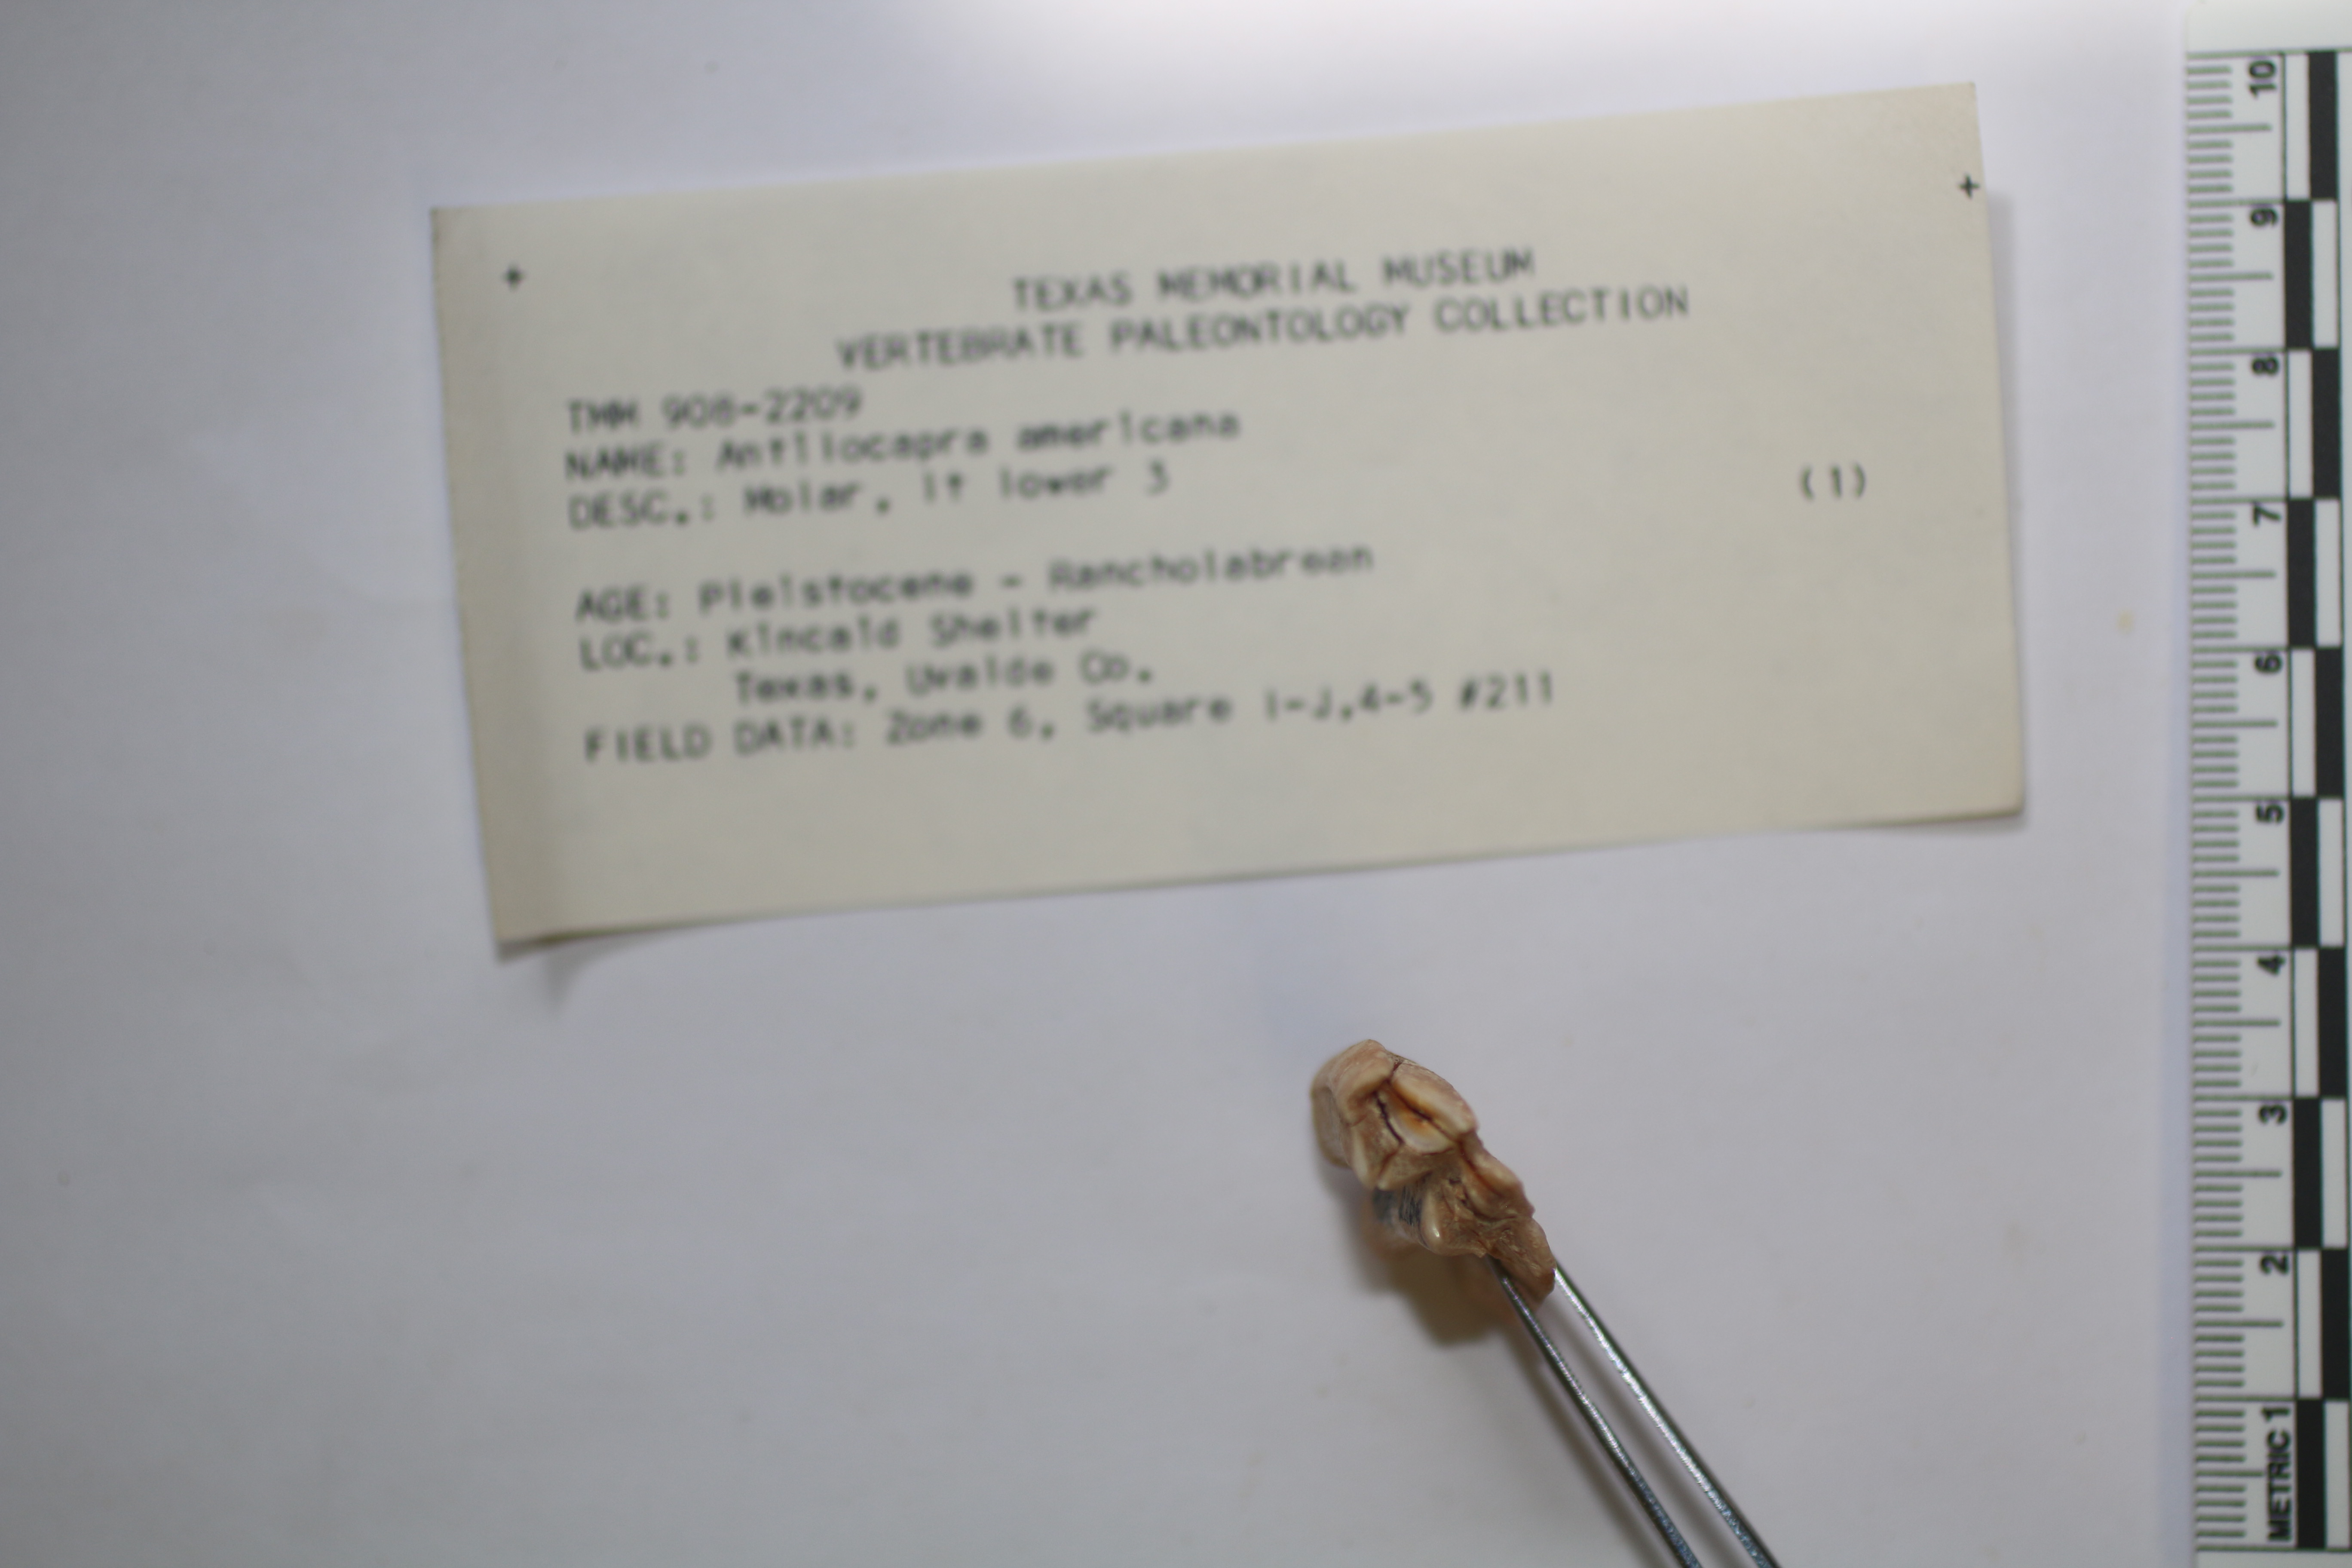 TEXAS MEMORIAL MUSEUM
VERTEBRATE PALEONTOLOGY COLLECTION
TMM 908-2209
NAME: Antilocapra americana
DESC.: Molar, lt lower 3 (1)
AGE: Pleistocene - Rancholabrean
LOC.: Kincaid Shelter
Texas, Uvalde Co.
FIELD DATA: Zone 6, Square I-J,4-5 #211
METRIC 1 2 3 4 5 6 7 8 9 10